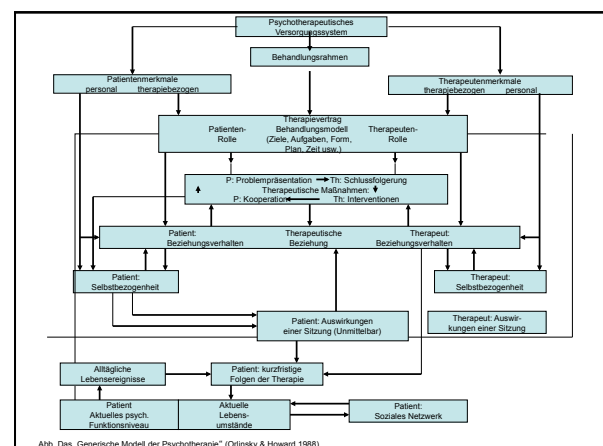 Psychotherapeutisches
Versorgungssystem
Behandlungsrahmen
Patientenmerkmale
personal therapiebezogen
Therapeutenmerkmale
therapiebezogen personal
Therapievertrag
Patienten- Behandlungsmodell Therapeuten-
Rolle (Ziele, Aufgaben, Form, Rolle
Plan, Zeit usw.)
P: Problempräsentation Th: Schlussfolgerung
Therapeutische Maßnahmen:
P: Kooperation Th: Interventionen
Patient: Therapeutische Therapeut:
Beziehungsverhalten Beziehung Beziehungsverhalten
Patient:
Selbstbezogenheit
Therapeut:
Selbstbezogenheit
Patient: Auswirkungen
einer Sitzung (Unmittelbar)
Therapeut: Auswir-
kungen einer Sitzung
Alltägliche
Lebensereignisse
Patient: kurzfristige
Folgen der Therapie
Patient
Aktuelles psych.
Funktionsniveau
Aktuelle
Lebens-
umstände
Patient:
Soziales Netzwerk
Abb. Das „Generische Modell der Psychotherapie" (Orlinsky & Howard 1988)